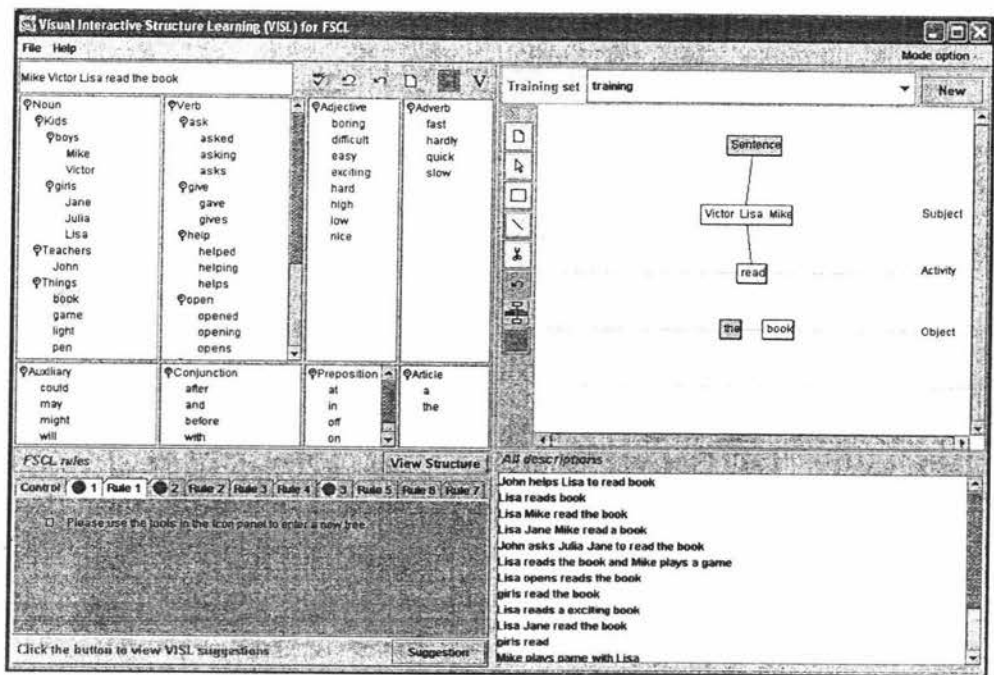 Visual Interactive Structure Learning (VISL) for FSCL
File Help
Mode option
Mike Victor Lisa read the book
V
Noun
Kids
boys
Mike
Victor
girls
Jane
Julia
Lisa
Teachers
John
Things
book
game
light
pen
Verb
ask
asked
asking
asks
give
gave
gives
help
helped
helping
helps
open
opened
opening
opens
Adjective
boring
difficult
easy
exciting
hard
high
low
nice
Adverb
fast
hardly
quick
slow
Auxiliary
could
may
might
will
Conjunction
after
and
before
with
Preposition
at
in
off
on
Article
a
the
FSCL rules
View Structure
Control 1 Rule 1 2 Rule 2 Rule 3 Rule 4 3 Rule 5 Rule 6 Rule 7
Please use the tools in the icon panel to enter a new tree
Click the button to view VISL suggestions
Suggestion
Training set training
New
Sentence
Victor Lisa Mike Subject
read Activity
the book Object
All descriptions
John helps Lisa to read book
Lisa reads book
Lisa Mike read the book
Lisa Jane Mike read a book
John asks Julia Jane to read the book
Lisa reads the book and Mike plays a game
Lisa opens reads the book
girls read the book
Lisa reads a exciting book
Lisa Jane read the book
girls read
Mike plays game with Lisa